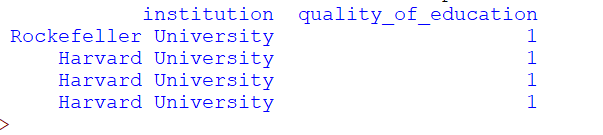 institution quality_of_education
Rockefeller University 1
Harvard University 1
Harvard University 1
Harvard University 1
>